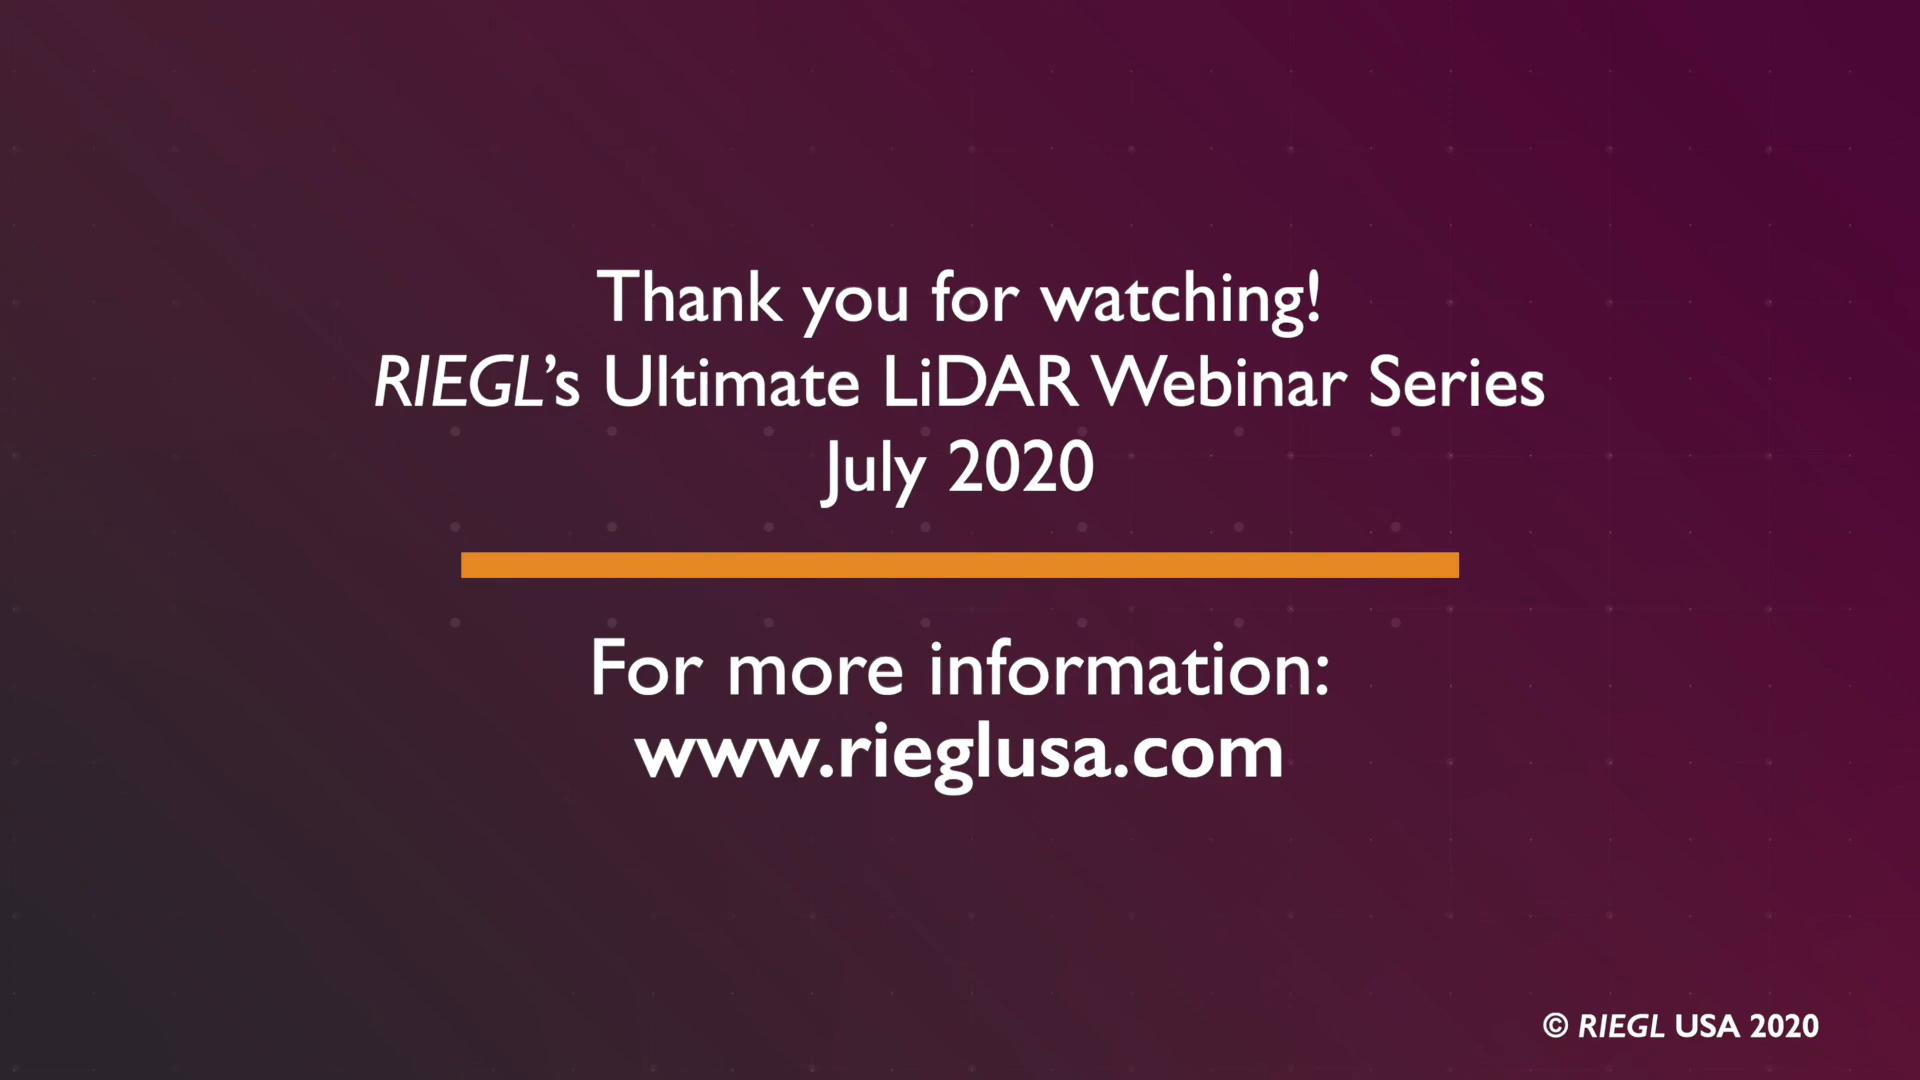 Thank you for watching!
RIEGL’s Ultimate LiDAR Webinar Series
July 2020
For more information:
www.rieglusa.com
© RIEGL USA 2020